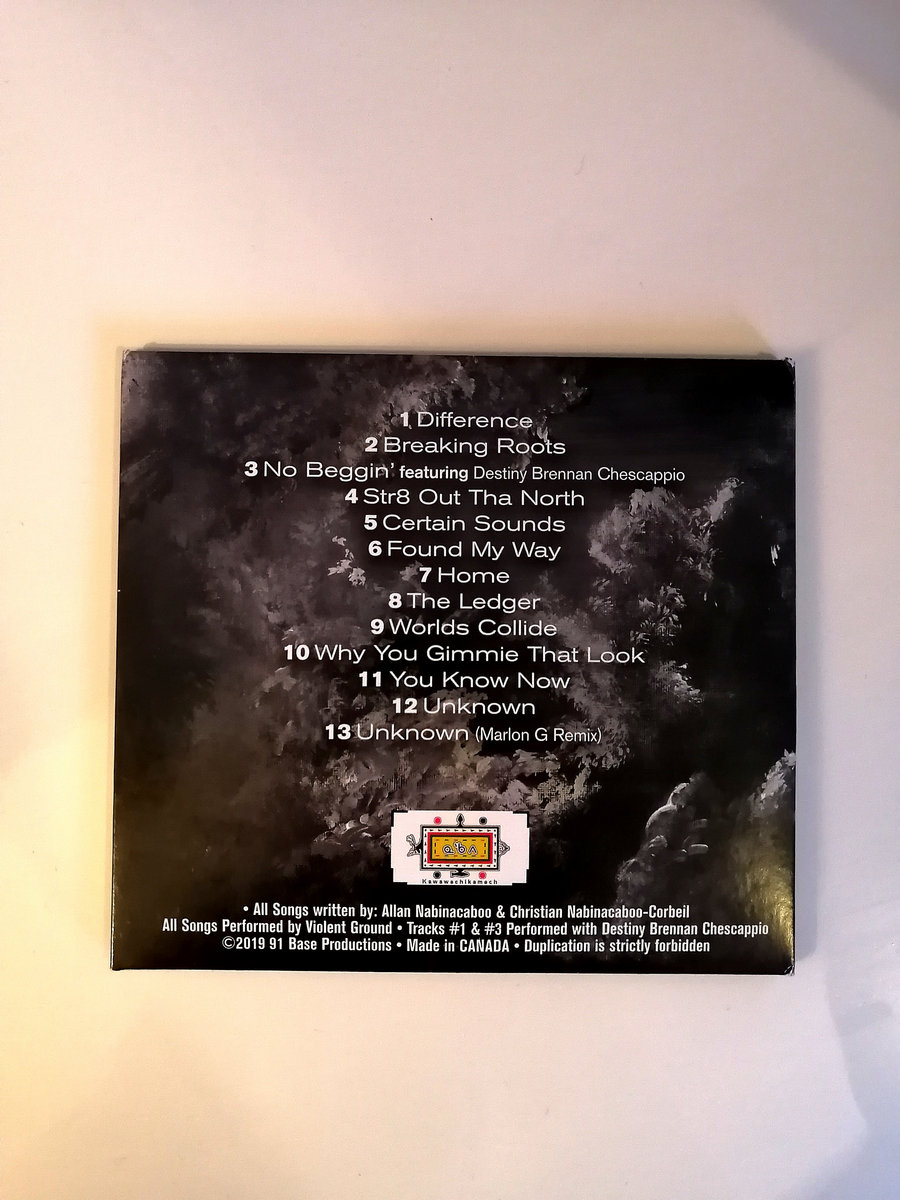 1 Difference
2 Breaking Roots
3 No Beggin' featuring Destiny Brennan Chescappio
4 Str8 Out Tha North
5 Certain Sounds
6 Found My Way
7 Home
8 The Ledger
9 Worlds Collide
10 Why You Gimmie That Look
11 You Know Now
12 Unknown
13 Unknown (Marlon G Remix)
Kawawachikamach
• All Songs written by: Allan Nabinacaboo & Christian Nabinacaboo-Corbeil
All Songs Performed by Violent Ground • Tracks #1 & #3 Performed with Destiny Brennan Chescappio
©2019 91 Base Productions • Made in CANADA • Duplication is strictly forbidden